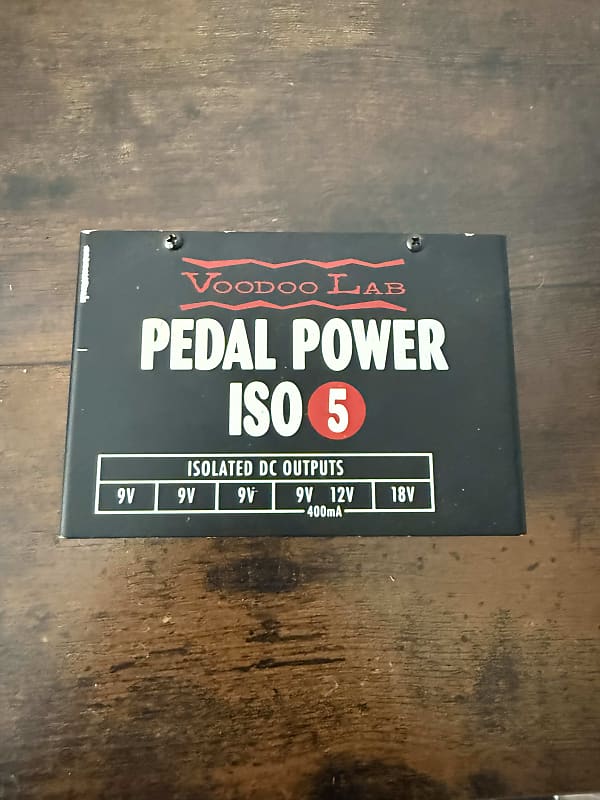 VOODOO LAB
PEDAL POWER
ISO 5
ISOLATED DC OUTPUTS
9V 9V 9V 9V 12V 18V
400mA